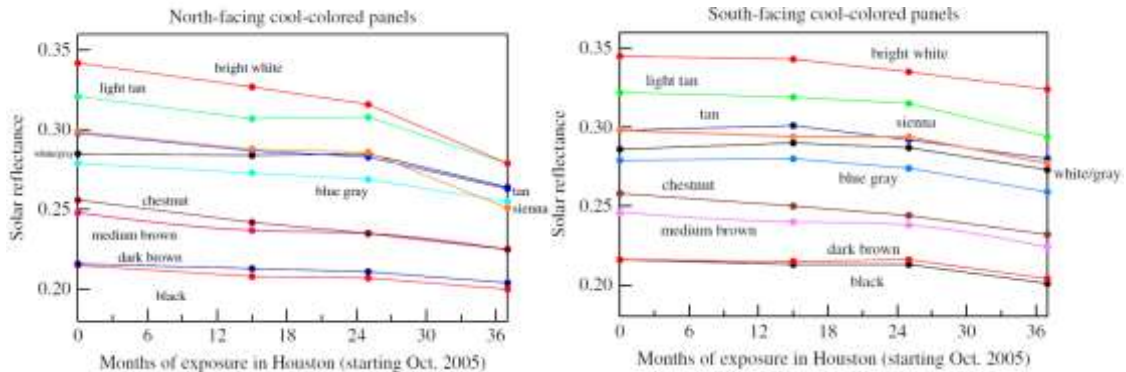 North-facing cool-colored panels
0.35
0.30
0.25
0.20
Solar reflectance
bright white
light tan
white/gray
blue gray
tan
sienna
chestnut
medium brown
dark brown
black
0
6
12
18
24
30
36
Months of exposure in Houston (starting Oct. 2005)
South-facing cool-colored panels
0.35
0.30
0.25
0.20
Solar reflectance
bright white
light tan
tan
sienna
white/gray
blue gray
chestnut
medium brown
dark brown
black
0
6
12
18
24
30
36
Months of exposure in Houston (starting Oct. 2005)